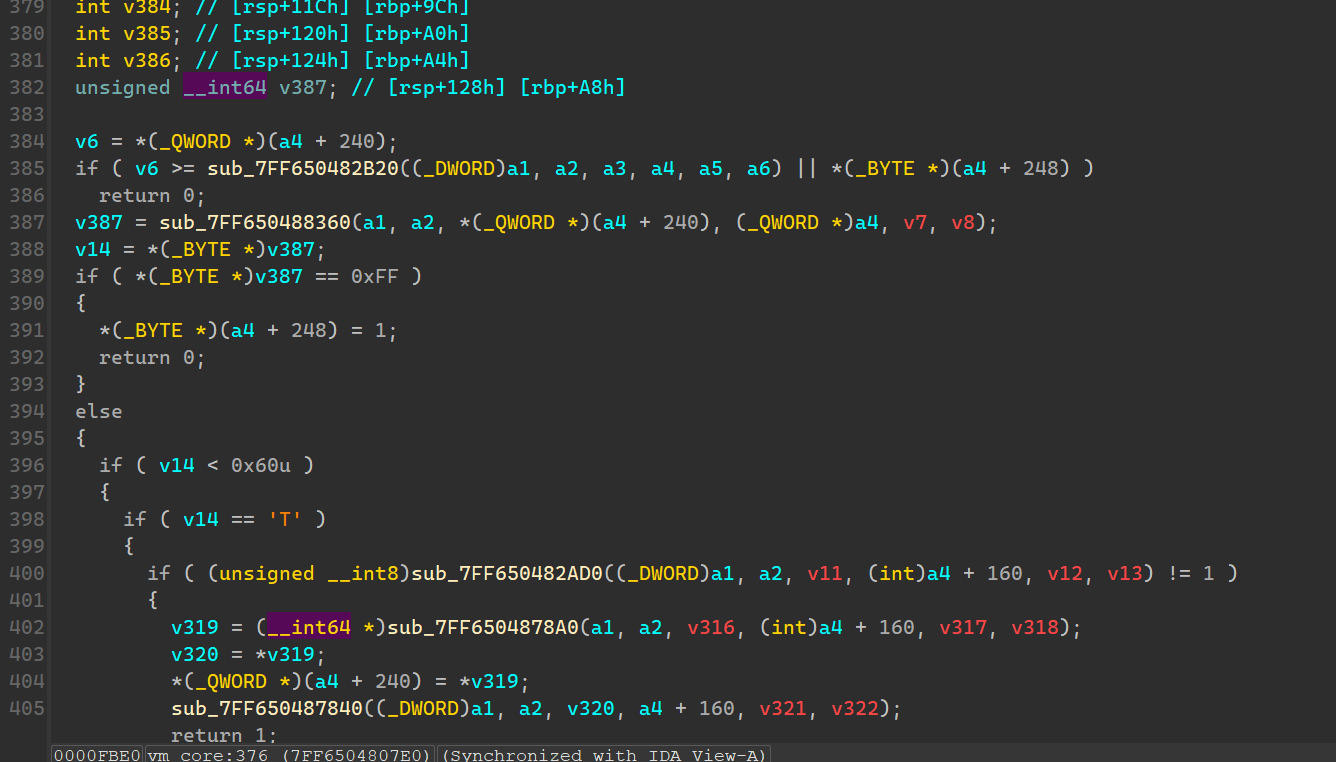 379 int v384; // [rsp+11Ch] [rbp+9Ch]
380 int v385; // [rsp+120h] [rbp+A0h]
381 int v386; // [rsp+124h] [rbp+A4h]
382 unsigned __int64 v387; // [rsp+128h] [rbp+A8h]
383
384 v6 = *(_QWORD *)(a4 + 240);
385 if ( v6 >= sub_7FF650482B20((_DWORD)a1, a2, a3, a4, a5, a6) || *(_BYTE *)(a4 + 248) )
386 return 0;
387 v387 = sub_7FF650488360(a1, a2, *(_QWORD *)(a4 + 240), (_QWORD *)a4, v7, v8);
388 v14 = *(_BYTE *)v387;
389 if ( *(_BYTE *)v387 == 0xFF )
390 {
391 *(_BYTE *)(a4 + 248) = 1;
392 return 0;
393 }
394 else
395 {
396 if ( v14 < 0x60u )
397 {
398 if ( v14 == 'T' )
399 {
400 if ( (unsigned __int8)sub_7FF650482AD0((_DWORD)a1, a2, v11, (int)a4 + 160, v12, v13) != 1 )
401 {
402 v319 = (__int64 *)sub_7FF6504878A0(a1, a2, v316, (int)a4 + 160, v317, v318);
403 v320 = *v319;
404 *(_QWORD *)(a4 + 240) = *v319;
405 sub_7FF650487840((_DWORD)a1, a2, v320, a4 + 160, v321, v322);
return 1;
0000FBE0 vm_core:376 (7FF6504807E0) (Synchronized with IDA View-A)